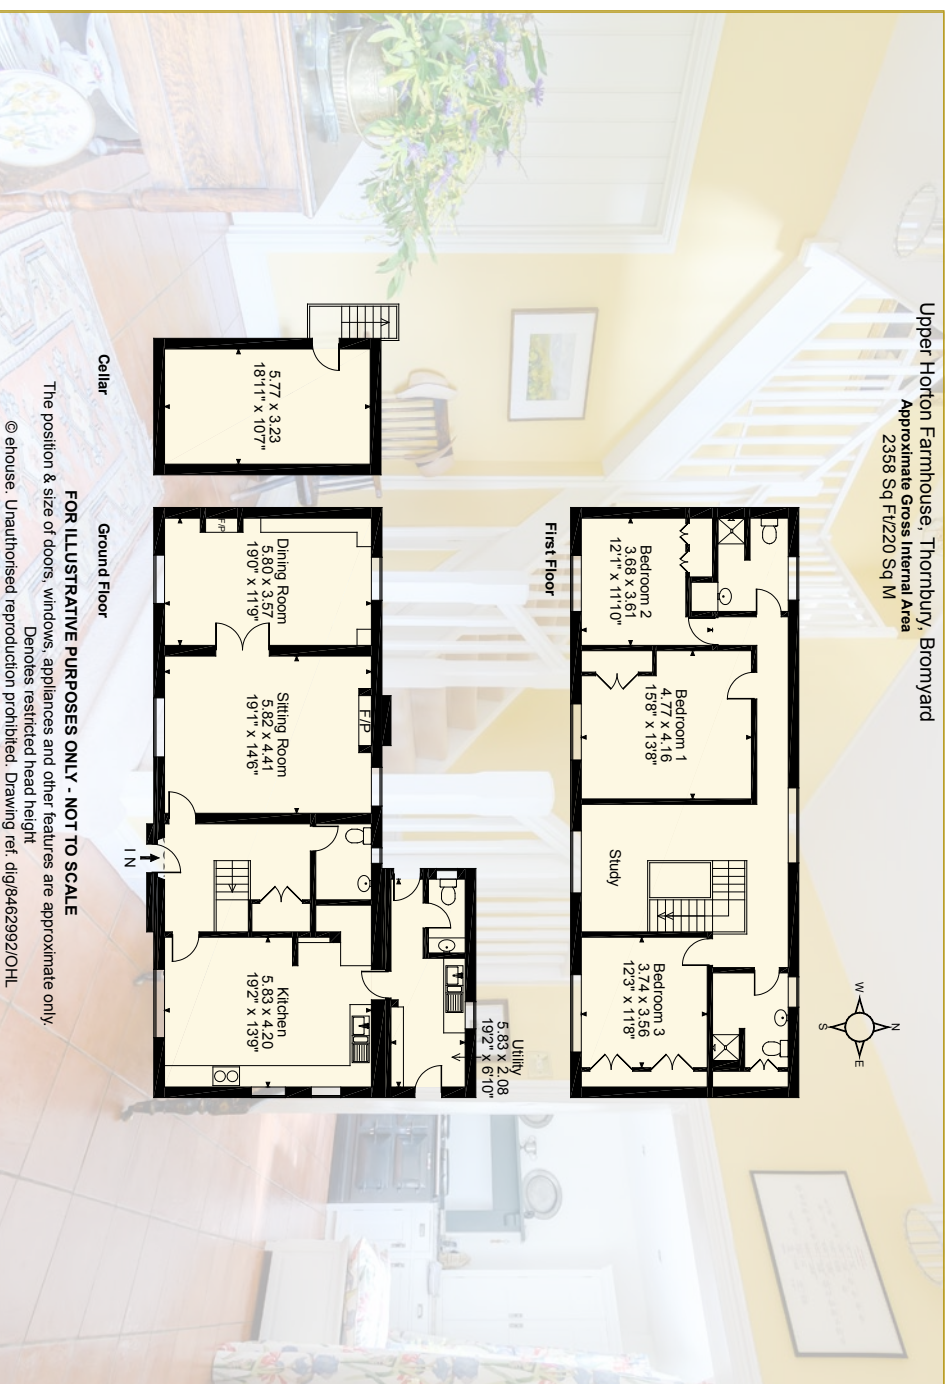 Upper Horton Farmhouse, Thornbury, Bromyard
Approximate Gross Internal Area
2358 Sq Ft/220 Sq M
N
W
E
S
Bedroom 2
3.68 x 3.61
12'1" x 11'10"
Bedroom 1
4.77 x 4.16
15'8" x 13'8"
Study
Bedroom 3
3.74 x 3.56
12'3" x 11'8"
First Floor
Utility
5.83 x 2.08
19'2" x 6'10"
5.77 x 3.23
18'11" x 10'7"
F/P
Dining Room
5.80 x 3.57
19'0" x 11'9"
F/P
Sitting Room
5.82 x 4.41
19'1" x 14'6"
Kitchen
5.83 x 4.20
19'2" x 13'9"
IN
Cellar
Ground Floor
FOR ILLUSTRATIVE PURPOSES ONLY - NOT TO SCALE
The position & size of doors, windows, appliances and other features are approximate only.
Denotes restricted head height
© ehouse. Unauthorised reproduction prohibited. Drawing ref. dig/8462992/OHL